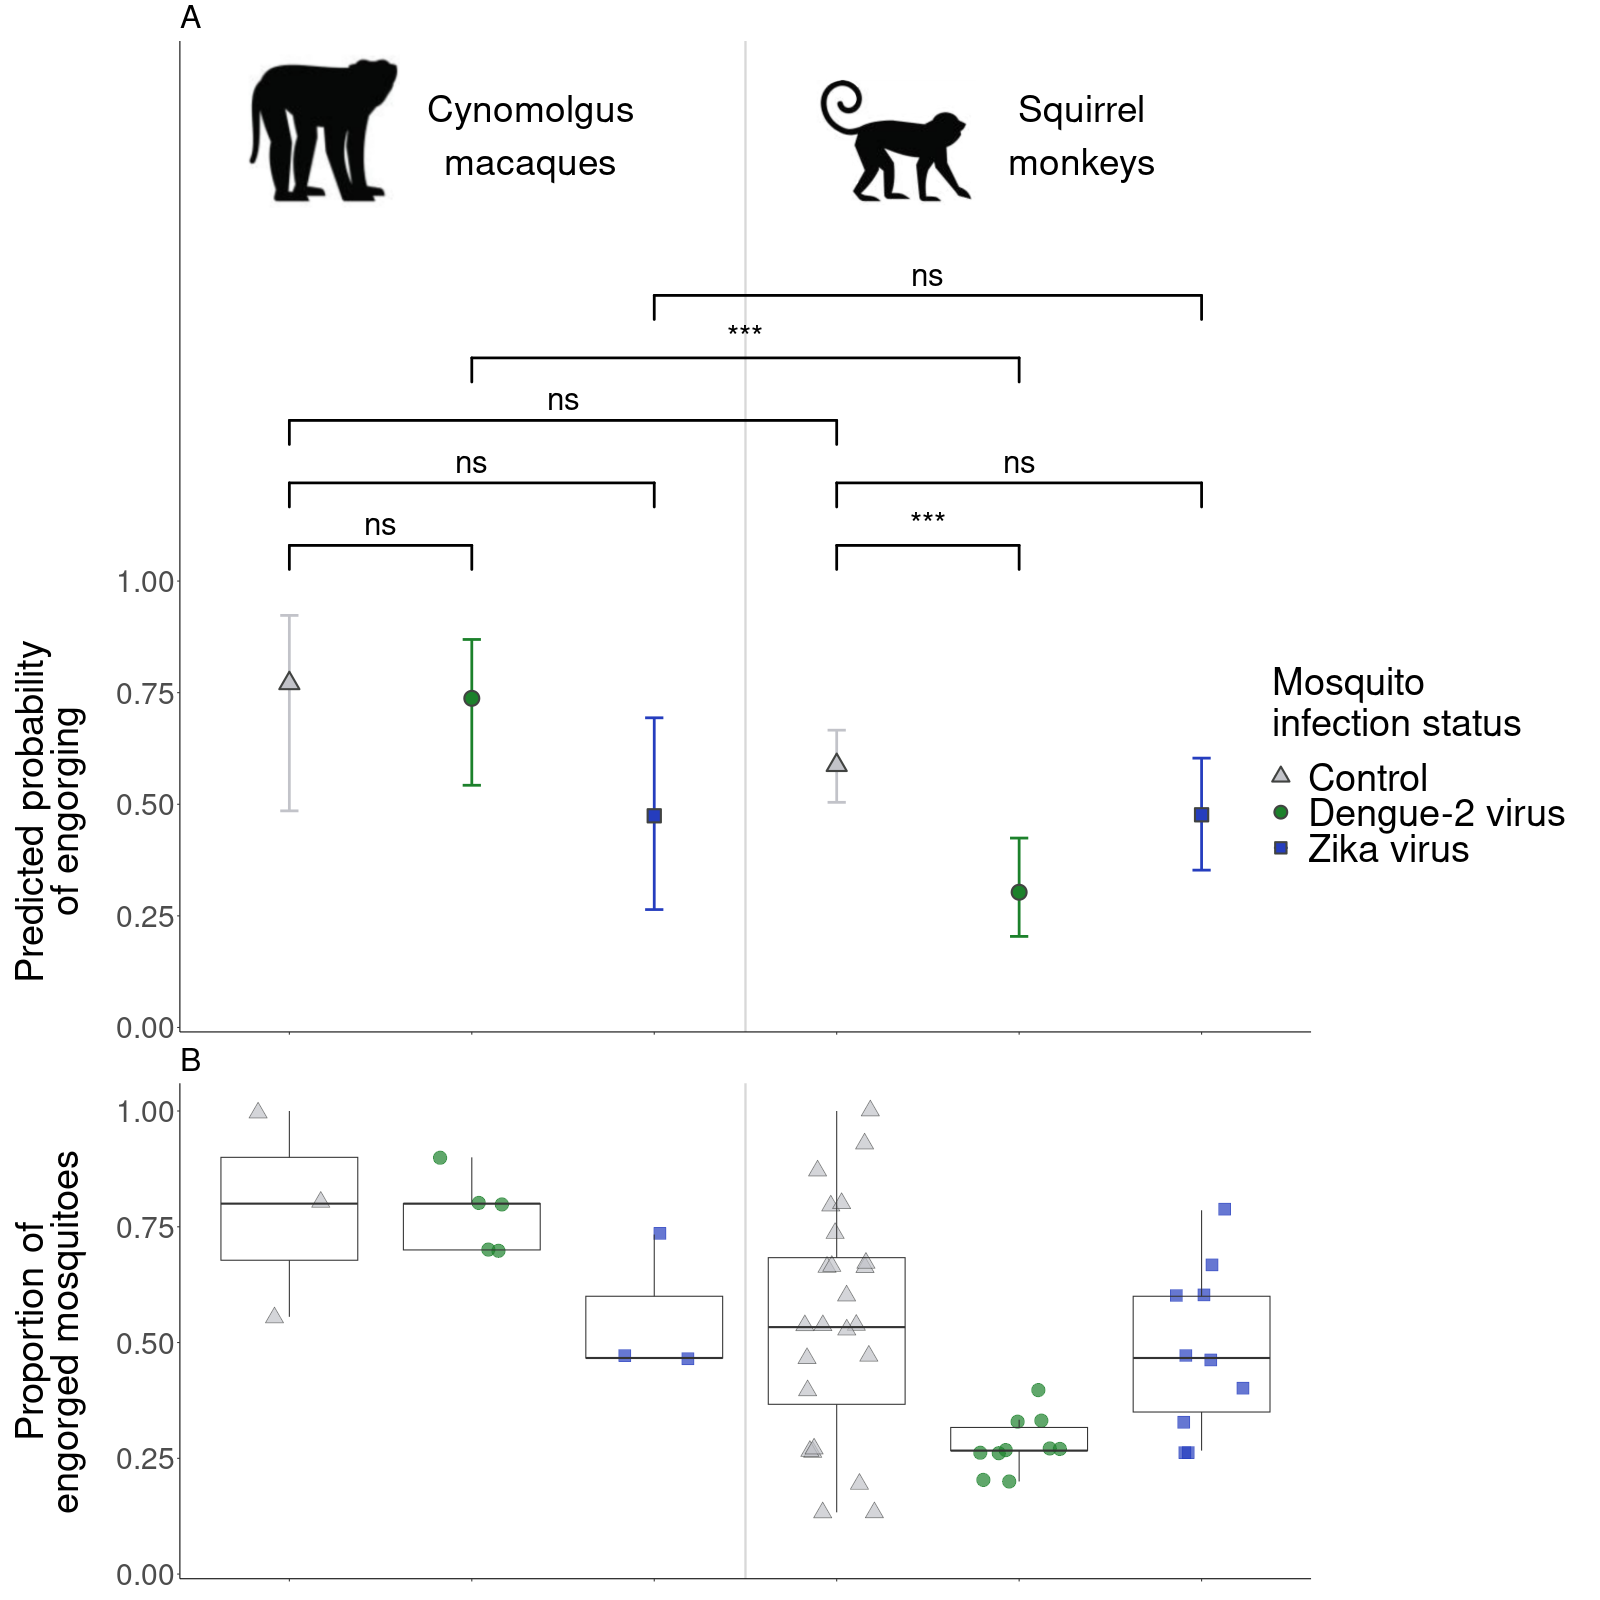 A
Cynomolgus
macaques
Squirrel
monkeys
ns
***
ns
ns
ns
ns
***
1.00
0.75
0.50
0.25
0.00
Predicted probability
of engorging
Mosquito
infection status
Control
Dengue-2 virus
Zika virus
B
1.00
0.75
0.50
0.25
0.00
Proportion of
engorged mosquitoes